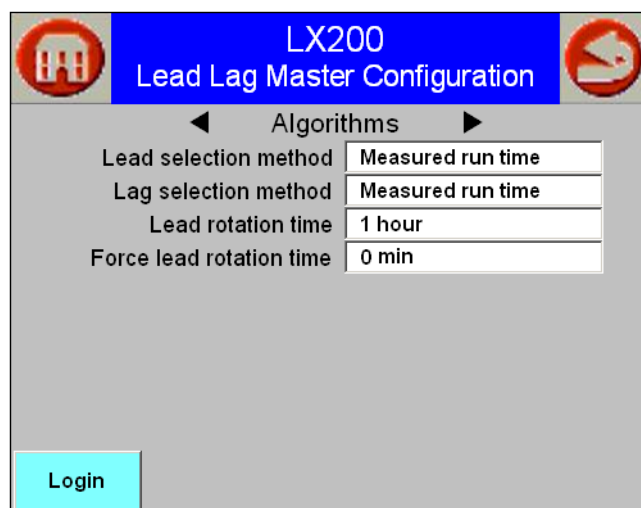 LX200
Lead Lag Master Configuration
Algorithms
Lead selection method Measured run time
Lag selection method Measured run time
Lead rotation time 1 hour
Force lead rotation time 0 min
Login